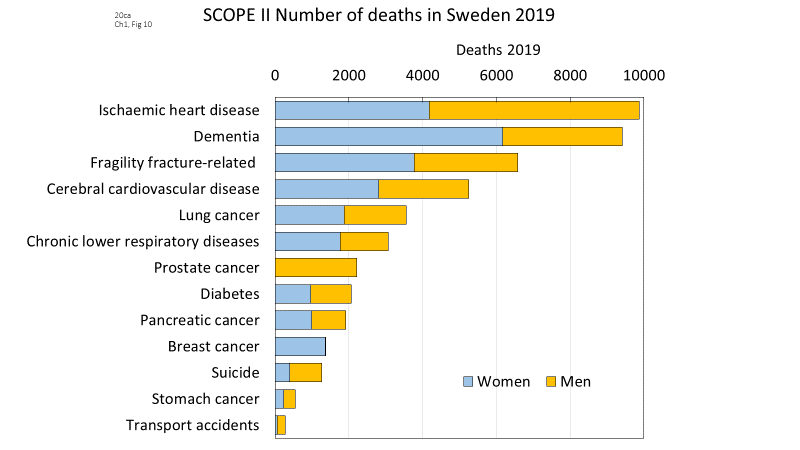 20ca
Ch1, Fig 10
SCOPE II Number of deaths in Sweden 2019
Deaths 2019
0 2000 4000 6000 8000 10000
Ischaemic heart disease
Dementia
Fragility fracture-related
Cerebral cardiovascular disease
Lung cancer
Chronic lower respiratory diseases
Prostate cancer
Diabetes
Pancreatic cancer
Breast cancer
Suicide
Women Men
Stomach cancer
Transport accidents